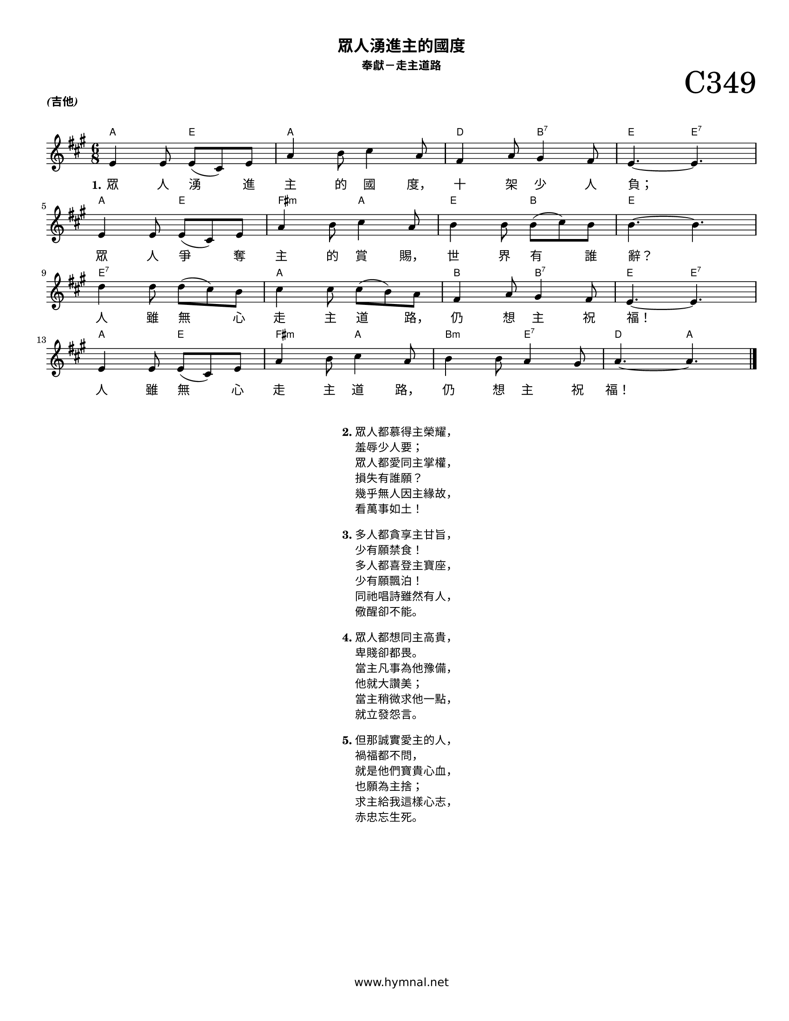 眾人湧進主的國度
奉獻－走主道路
C349
(吉他)
A E A D B7 E E7
6
8
1. 眾 人 湧 進 主 的 國 度， 十 架 少 人 負；
5
A E F♯m A E B E
眾 人 爭 奪 主 的 賞 賜， 世 界 有 誰 辭？
9
E7 A B B7 E E7
人 雖 無 心 走 主 道 路， 仍 想 主 祝 福！
13
A E F♯m A Bm E7 D A
人 雖 無 心 走 主 道 路， 仍 想 主 祝 福！
2. 眾人都慕得主榮耀，
羞辱少人要；
眾人都愛同主掌權，
損失有誰願？
幾乎無人因主緣故，
看萬事如土！
3. 多人都貪享主甘旨，
少有願禁食！
多人都喜登主寶座，
少有願飄泊！
同祂唱詩雖然有人，
儆醒卻不能。
4. 眾人都想同主高貴，
卑賤卻都畏。
當主凡事為他豫備，
他就大讚美；
當主稍微求他一點，
就立發怨言。
5. 但那誠實愛主的人，
禍福都不問，
就是他們寶貴心血，
也願為主捨；
求主給我這樣心志，
赤忠忘生死。
www.hymnal.net